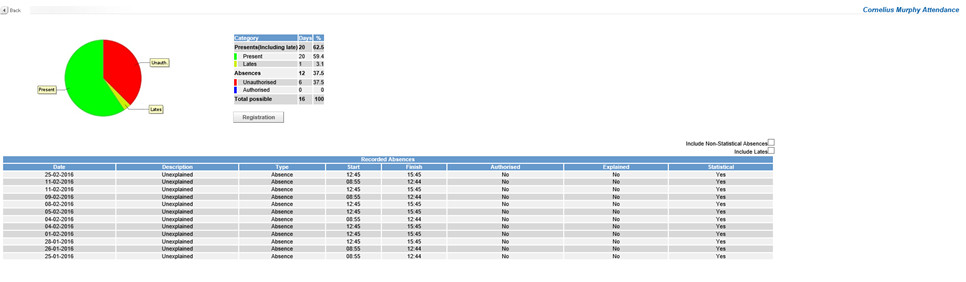 Back
Cornelius Murphy Attendance
Category Days %
Presents(Including late) 20 62.5
Present 20 59.4
Lates 1 3.1
Absences 12 37.5
Unauthorised 6 37.5
Authorised 0 0
Total possible 16 100
Unauth.
Present
Lates
Registration
Include Non-Statistical Absences
Include Lates
Recorded Absences
Date Description Type Start Finish Authorised Explained Statistical
25-02-2016 Unexplained Absence 12:45 15:45 No No Yes
11-02-2016 Unexplained Absence 08:55 12:44 No No Yes
11-02-2016 Unexplained Absence 12:45 15:45 No No Yes
09-02-2016 Unexplained Absence 08:55 12:44 No No Yes
08-02-2016 Unexplained Absence 12:45 15:45 No No Yes
05-02-2016 Unexplained Absence 12:45 15:45 No No Yes
04-02-2016 Unexplained Absence 08:55 12:44 No No Yes
04-02-2016 Unexplained Absence 12:45 15:45 No No Yes
01-02-2016 Unexplained Absence 12:45 15:45 No No Yes
28-01-2016 Unexplained Absence 12:45 15:45 No No Yes
26-01-2016 Unexplained Absence 08:55 12:44 No No Yes
25-01-2016 Unexplained Absence 08:55 12:44 No No Yes